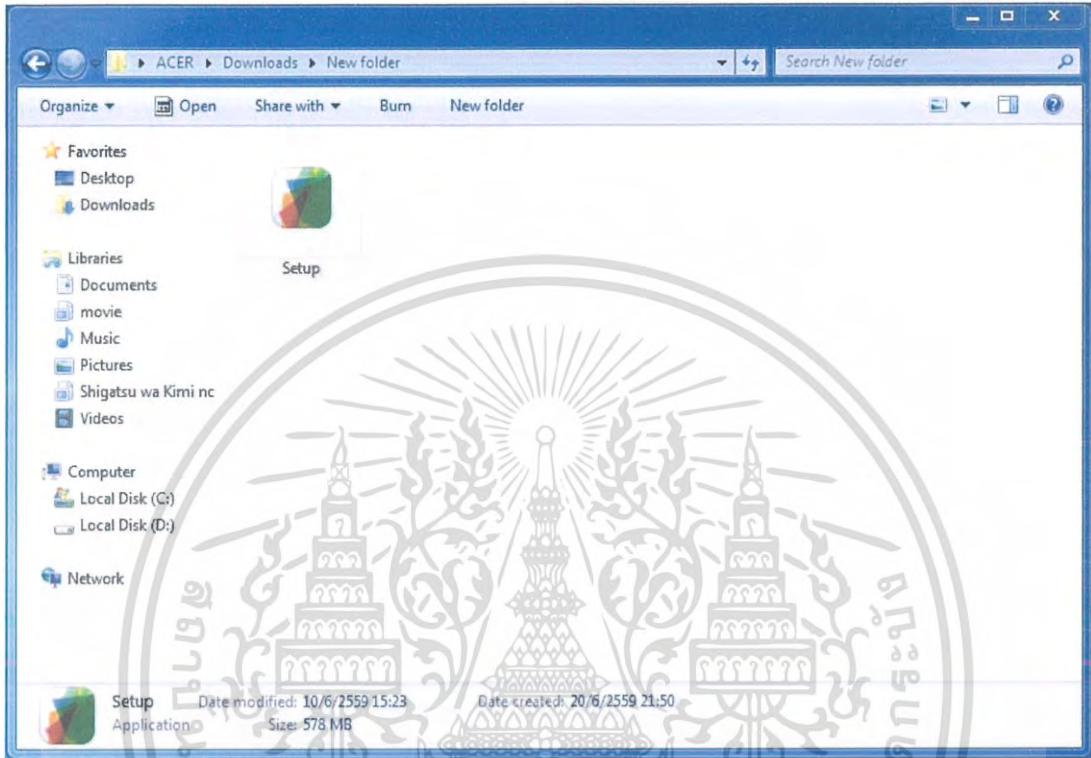 ACER ▸ Downloads ▸ New folder
Search New folder
Organize Open Share with Burn New folder
Favorites
Desktop
Downloads
Setup
Libraries
Documents
movie
Music
Pictures
Shigatsu wa Kimi nc
Videos
Computer
Local Disk (C:)
Local Disk (D:)
Network
Setup Date modified: 10/6/2559 15:23 Date created: 20/6/2559 21:50
Application Size: 578 MB